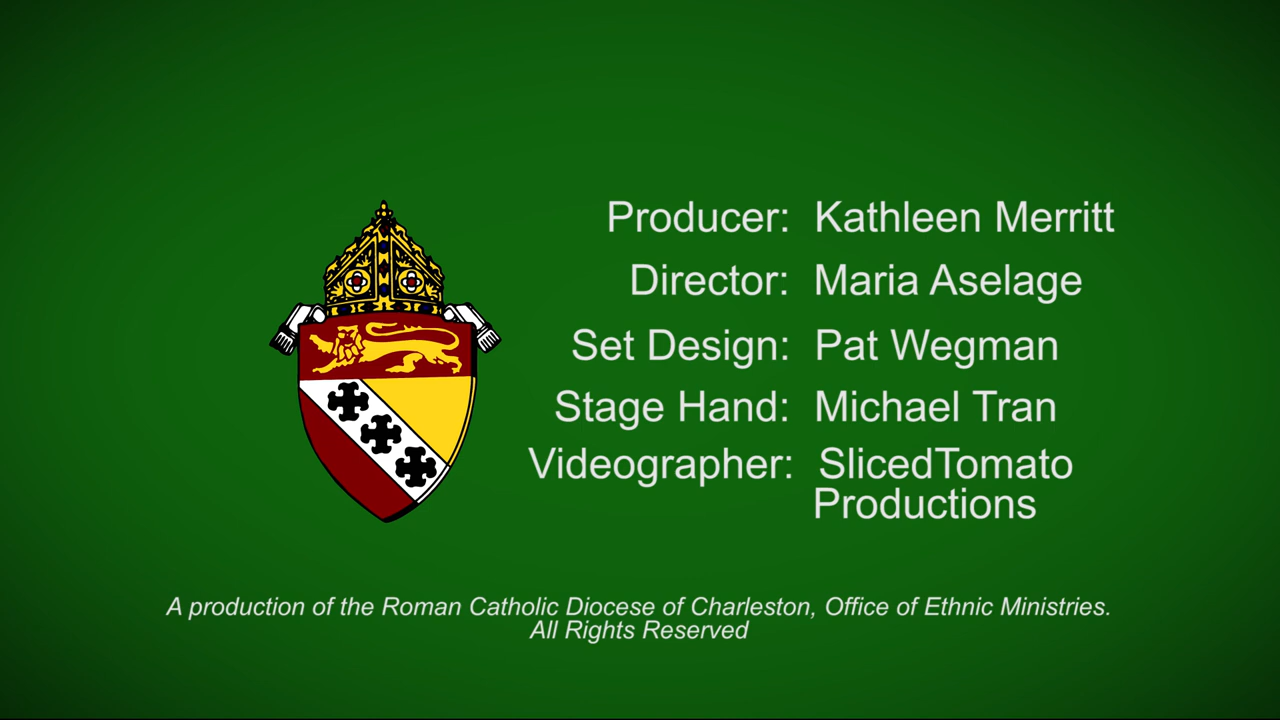 Producer: Kathleen Merritt
Director: Maria Aselage
Set Design: Pat Wegman
Stage Hand: Michael Tran
Videographer: SlicedTomato
Productions
A production of the Roman Catholic Diocese of Charleston, Office of Ethnic Ministries.
All Rights Reserved